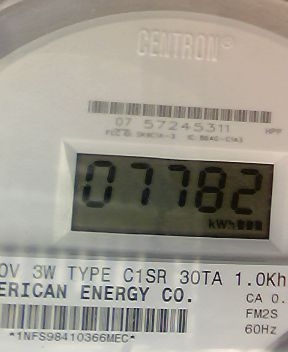 CENTRON®
07 57245311
HPP
07782
kWh
0V 3W TYPE C1SR 30TA 1.0Kh
ERICAN ENERGY CO.
CA 0.
FM2S
60Hz
*1NFS98410366MEC*